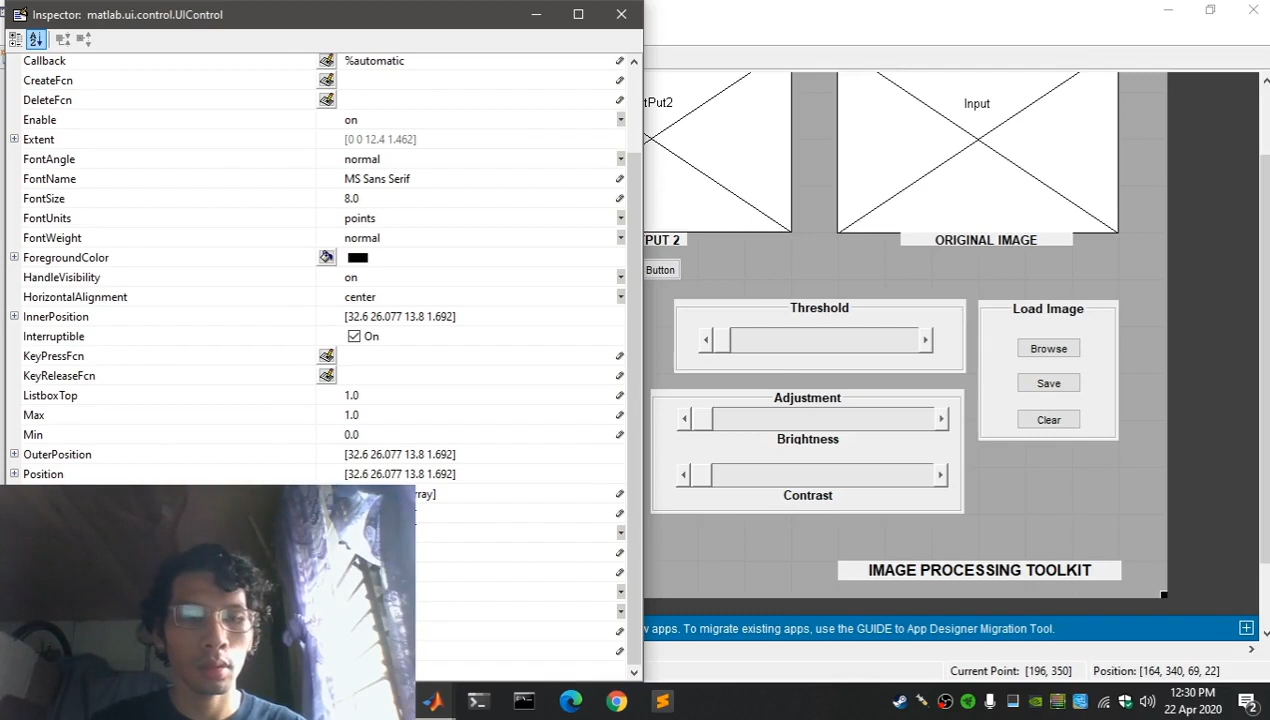 Inspector: matlab.ui.control.UIControl
Callback %automatic
CreateFcn
DeleteFcn
Enable on
Extent [0 0 12.4 1.462]
FontAngle normal
FontName MS Sans Serif
FontSize 8.0
FontUnits points
FontWeight normal
ForegroundColor
HandleVisibility on
HorizontalAlignment center
InnerPosition [32.6 26.077 13.8 1.692]
Interruptible On
KeyPressFcn
KeyReleaseFcn
ListboxTop 1.0
Max 1.0
Min 0.0
OuterPosition [32.6 26.077 13.8 1.692]
Position [32.6 26.077 13.8 1.692]
rray]
tPut2
Input
PUT 2
ORIGINAL IMAGE
Button
Threshold
Load Image
Browse
Save
Clear
Adjustment
Brightness
Contrast
IMAGE PROCESSING TOOLKIT
w apps. To migrate existing apps, use the GUIDE to App Designer Migration Tool.
Current Point: [196, 350] Position: [164, 340, 69, 22]
12:30 PM
22 Apr 2020
2